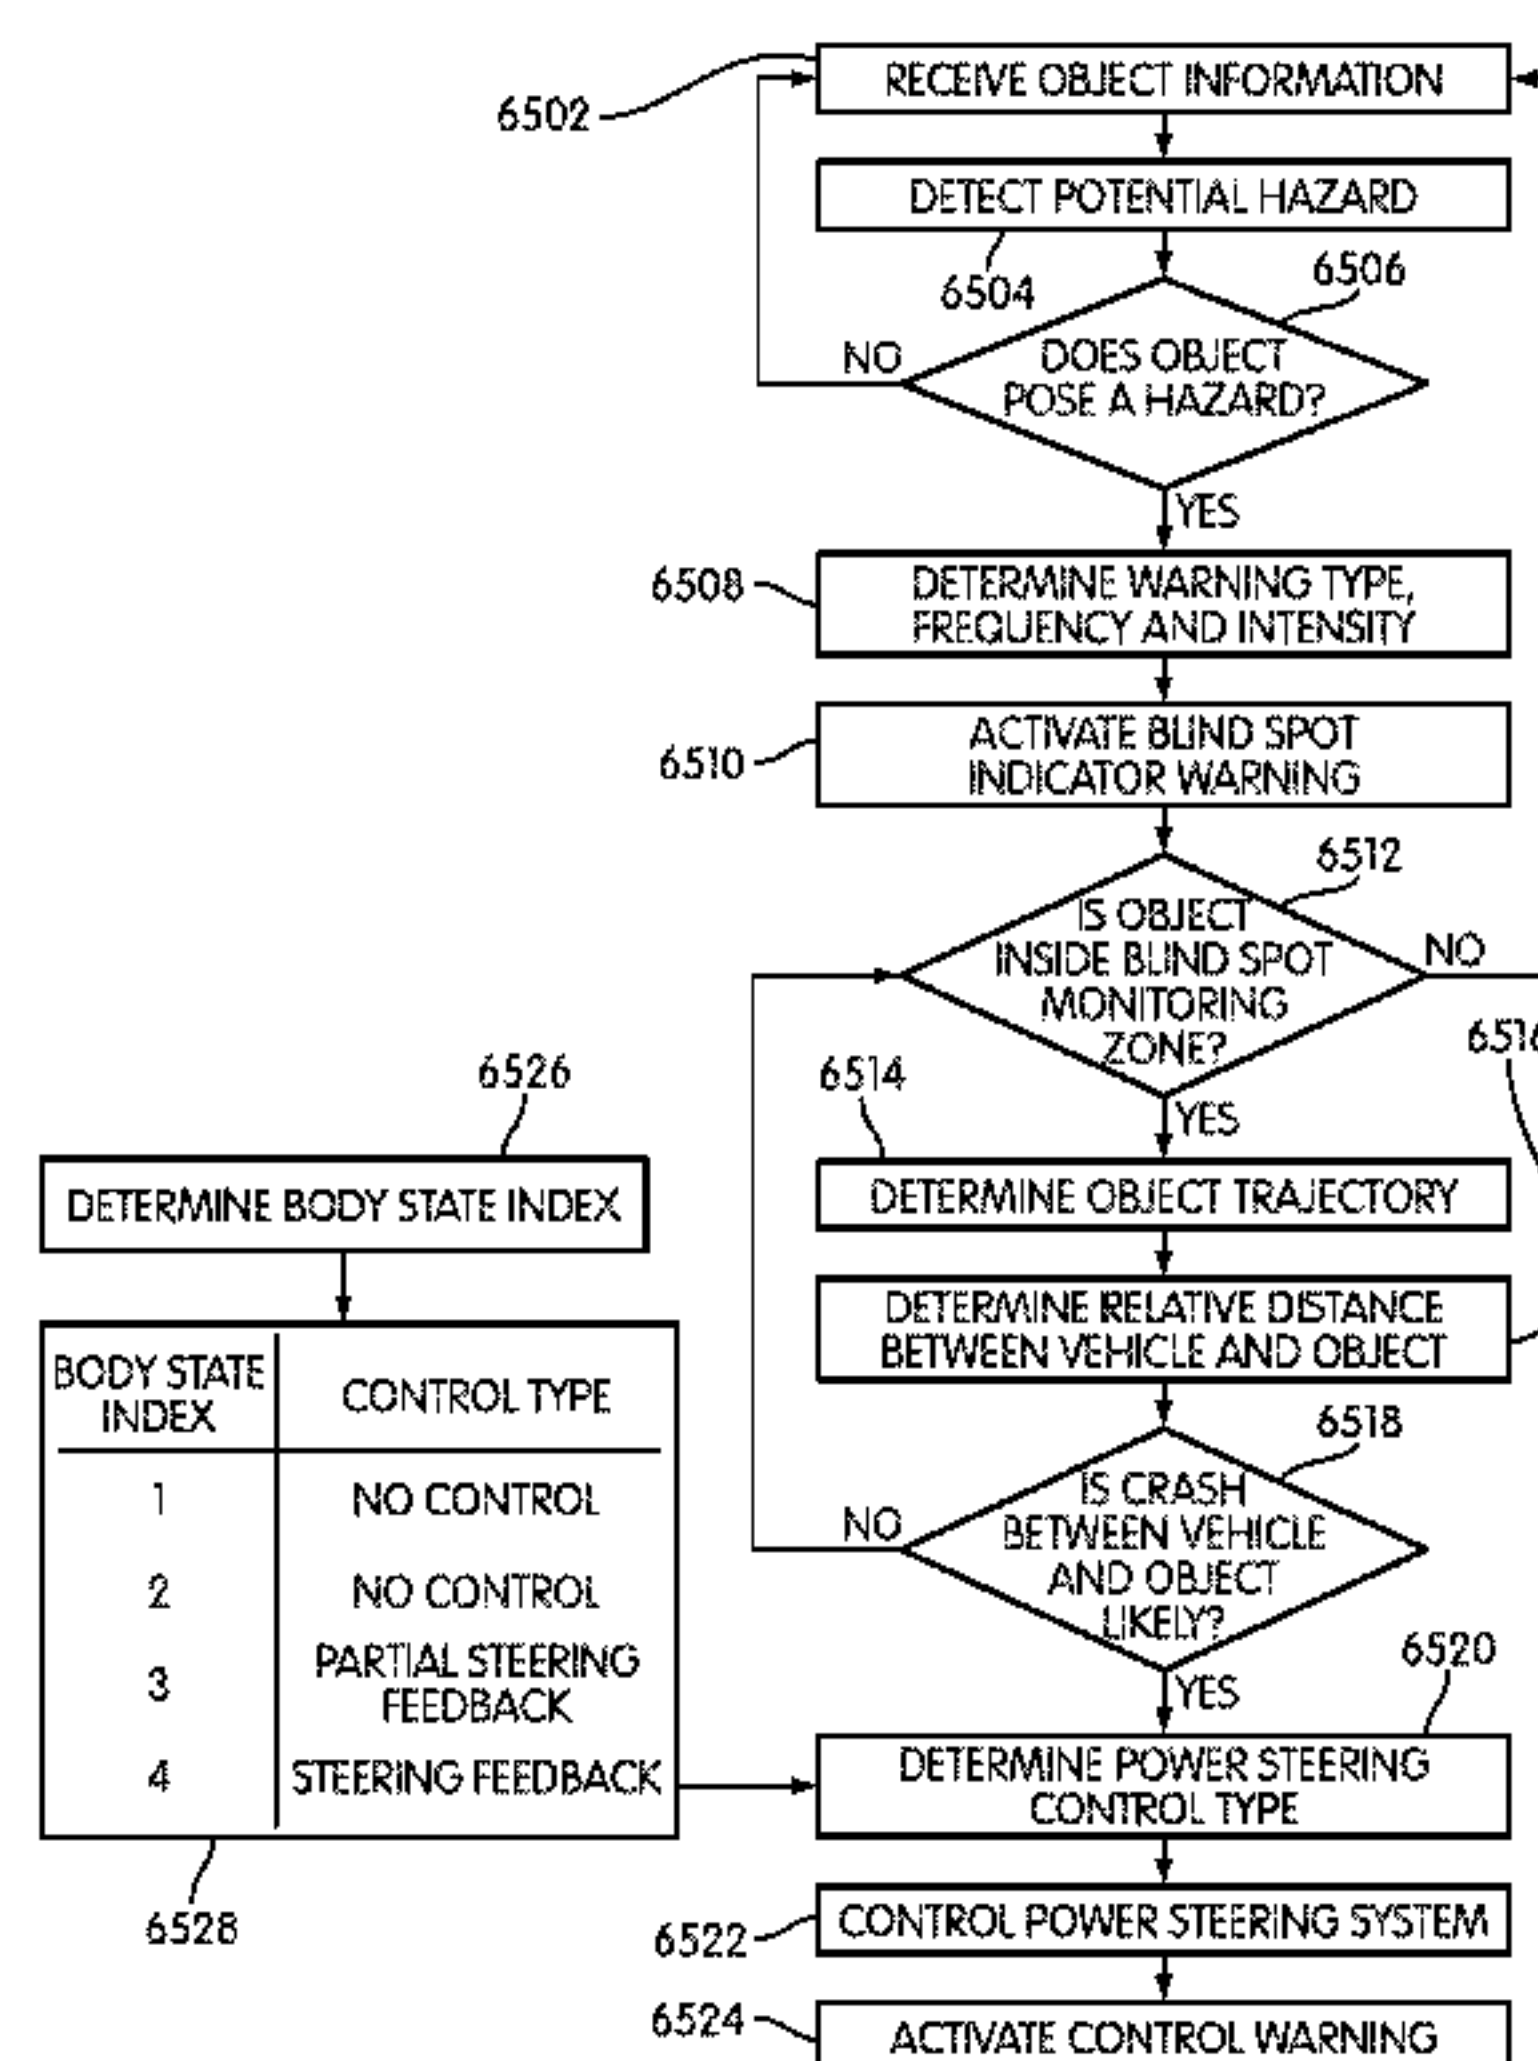 RECEIVE OBJECT INFORMATION
6502
DETECT POTENTIAL HAZARD
6504
6506
DOES OBJECT
POSE A HAZARD?
NO
YES
6508
DETERMINE WARNING TYPE,
FREQUENCY AND INTENSITY
6510
ACTIVATE BLIND SPOT
INDICATOR WARNING
6512
IS OBJECT
INSIDE BLIND SPOT
MONITORING
ZONE?
NO
YES
6516
6514
DETERMINE OBJECT TRAJECTORY
DETERMINE RELATIVE DISTANCE
BETWEEN VEHICLE AND OBJECT
6518
IS CRASH
BETWEEN VEHICLE
AND OBJECT
LIKELY?
NO
YES
6520
DETERMINE POWER STEERING
CONTROL TYPE
6522
CONTROL POWER STEERING SYSTEM
6524
ACTIVATE CONTROL WARNING
6526
DETERMINE BODY STATE INDEX
BODY STATE
INDEX
CONTROL TYPE
1 NO CONTROL
2 NO CONTROL
3 PARTIAL STEERING
FEEDBACK
4 STEERING FEEDBACK
6528